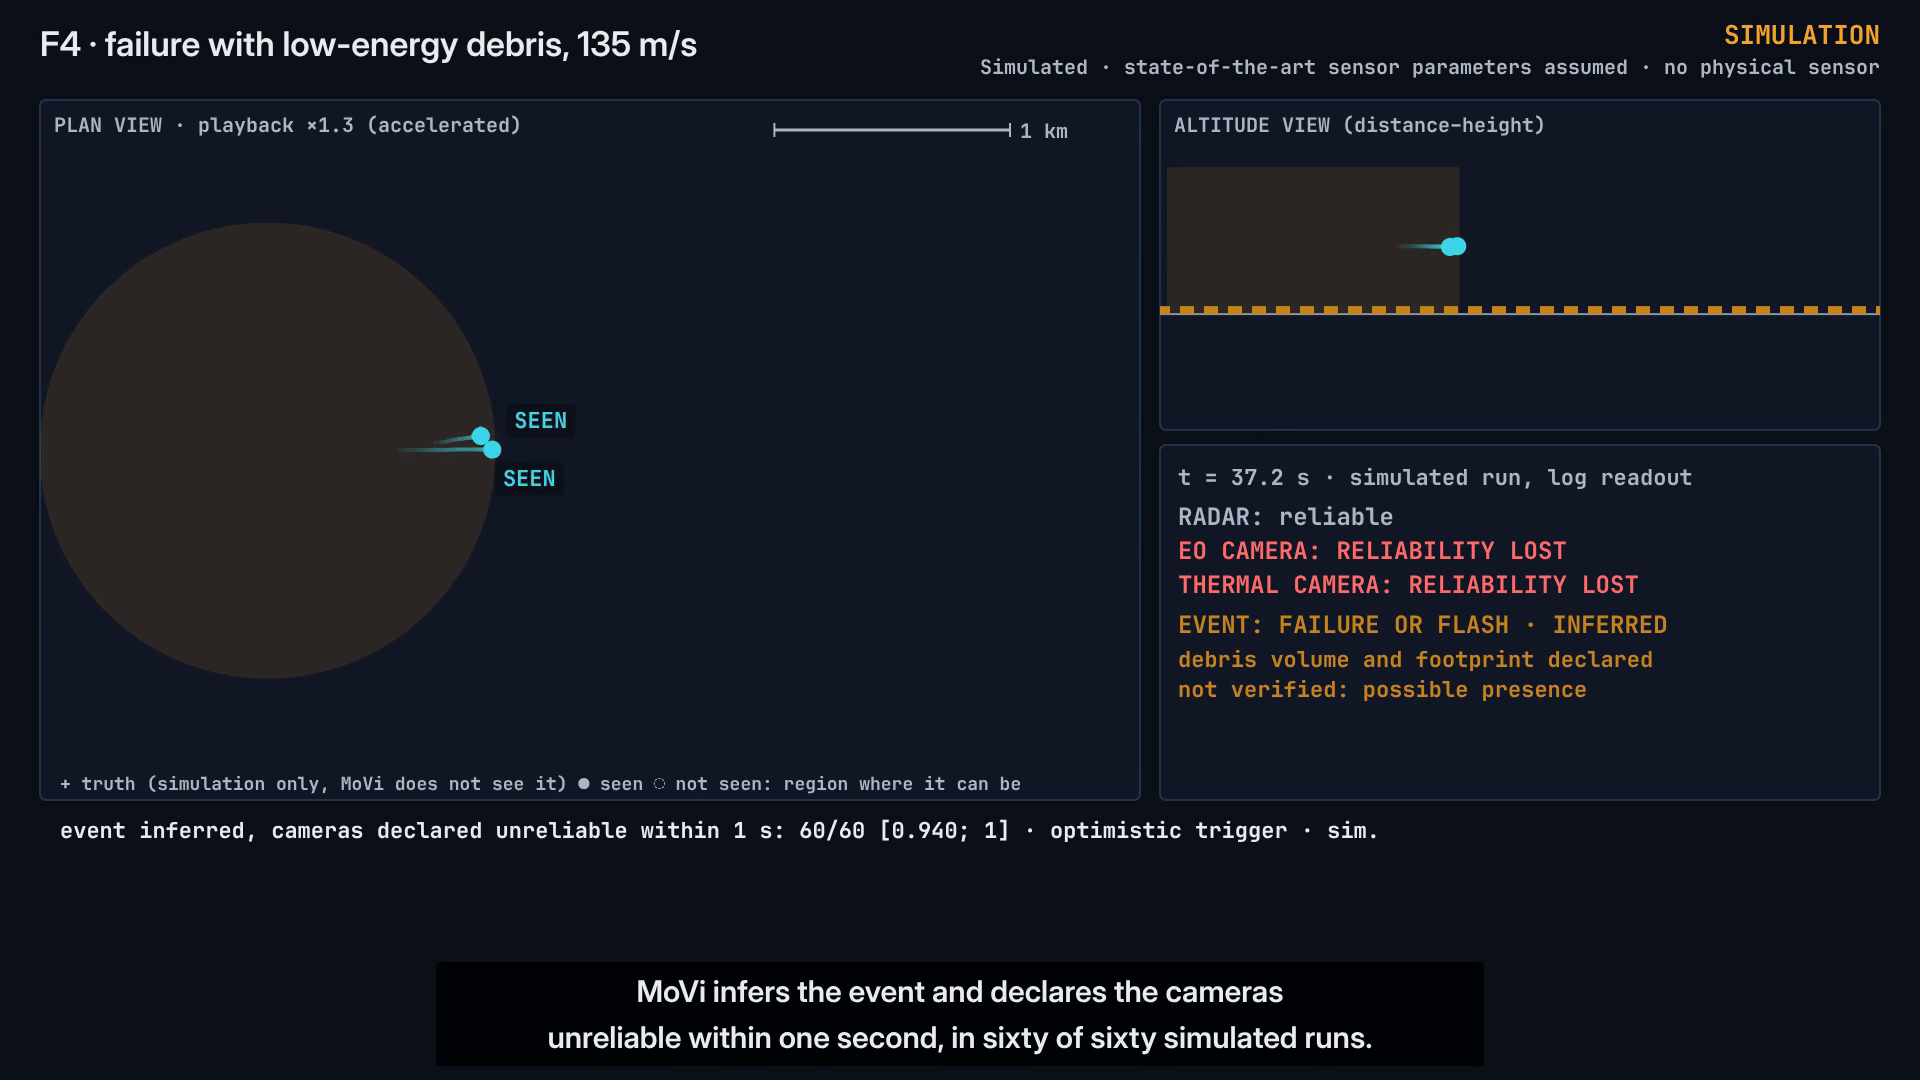 F4 · failure with low-energy debris, 135 m/s
SIMULATION
Simulated · state-of-the-art sensor parameters assumed · no physical sensor
PLAN VIEW · playback ×1.3 (accelerated)
1 km
SEEN
SEEN
+ truth (simulation only, MoVi does not see it) ● seen ◌ not seen: region where it can be
ALTITUDE VIEW (distance–height)
t = 37.2 s · simulated run, log readout
RADAR: reliable
EO CAMERA: RELIABILITY LOST
THERMAL CAMERA: RELIABILITY LOST
EVENT: FAILURE OR FLASH · INFERRED
debris volume and footprint declared
not verified: possible presence
event inferred, cameras declared unreliable within 1 s: 60/60 [0.940; 1] · optimistic trigger · sim.
MoVi infers the event and declares the cameras
unreliable within one second, in sixty of sixty simulated runs.